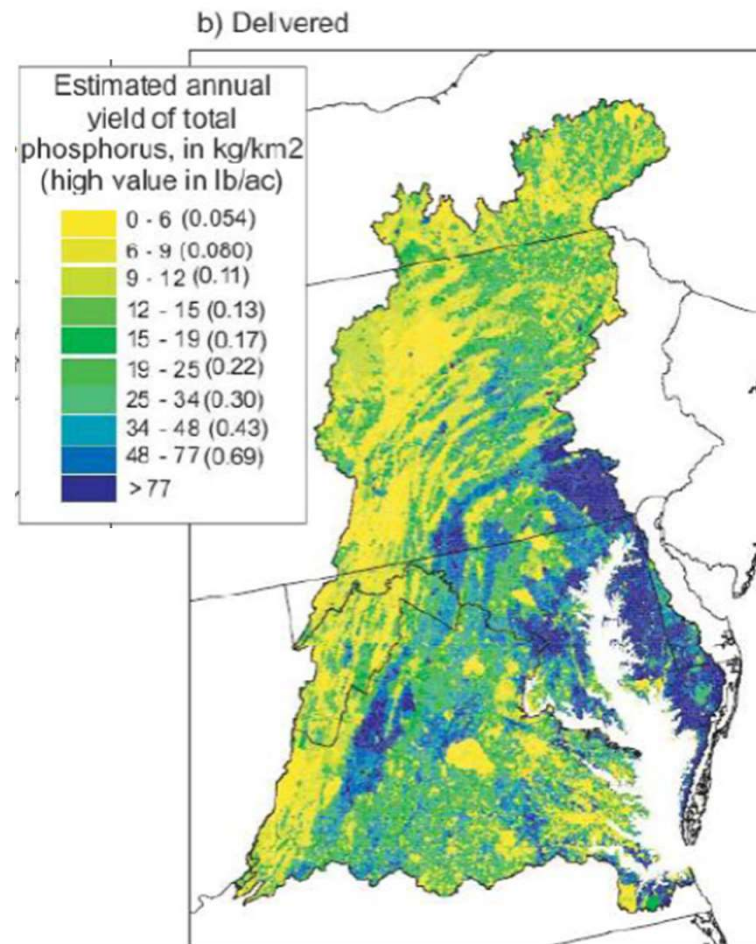 b) Delivered
Estimated annual
yield of total
phosphorus, in kg/km2
(high value in lb/ac)
0 - 6 (0.054)
6 - 9 (0.080)
9 - 12 (0.11)
12 - 15 (0.13)
15 - 19 (0.17)
19 - 25 (0.22)
25 - 34 (0.30)
34 - 48 (0.43)
48 - 77 (0.69)
> 77